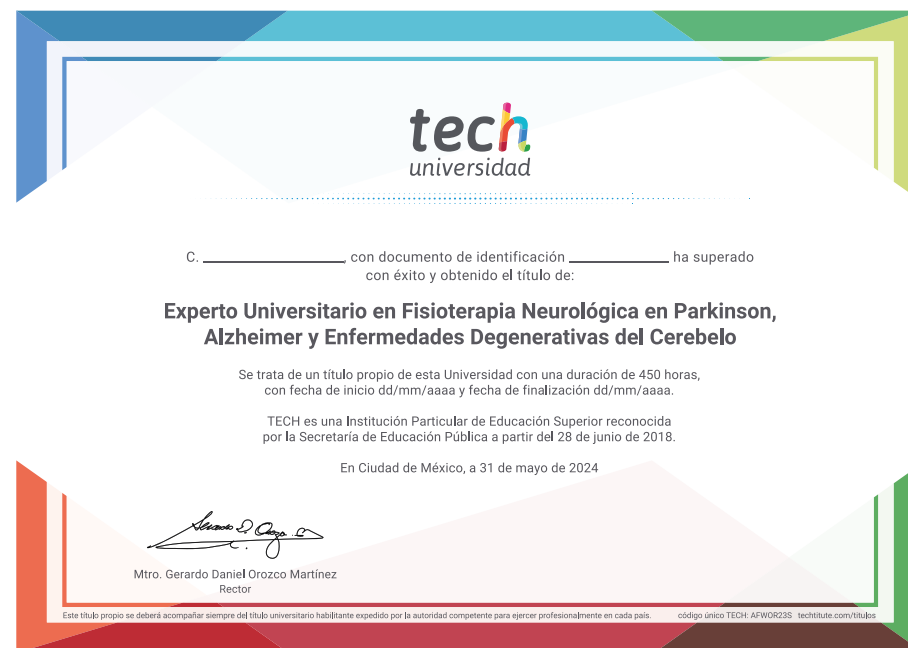 tech
universidad
C. ________________, con documento de identificación ___________ ha superado
con éxito y obtenido el título de:
Experto Universitario en Fisioterapia Neurológica en Parkinson,
Alzheimer y Enfermedades Degenerativas del Cerebelo
Se trata de un título propio de esta Universidad con una duración de 450 horas,
con fecha de inicio dd/mm/aaaa y fecha de finalización dd/mm/aaaa.
TECH es una Institución Particular de Educación Superior reconocida
por la Secretaría de Educación Pública a partir del 28 de junio de 2018.
En Ciudad de México, a 31 de mayo de 2024
Mtro. Gerardo Daniel Orozco Martínez
Rector
Este título propio se deberá acompañar siempre del título universitario habilitante expedido por la autoridad competente para ejercer profesionalmente en cada país. código único TECH: AFWOR23S techtitute.com/titulos